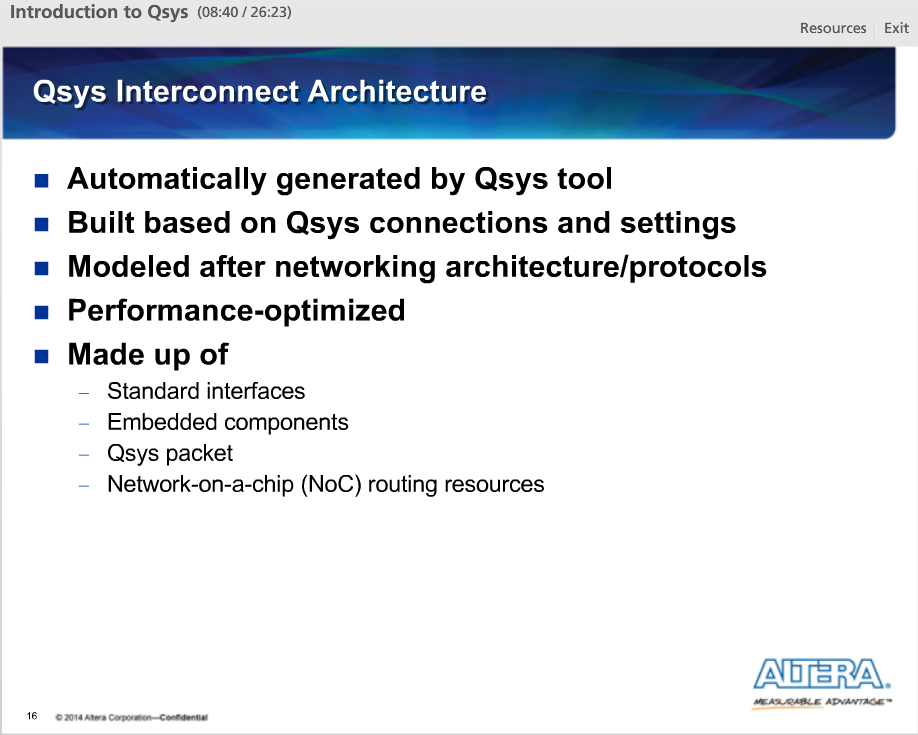 Introduction to Qsys (08:40 / 26:23)
Resources Exit
Qsys Interconnect Architecture
Automatically generated by Qsys tool
Built based on Qsys connections and settings
Modeled after networking architecture/protocols
Performance-optimized
Made up of
– Standard interfaces
– Embedded components
– Qsys packet
– Network-on-a-chip (NoC) routing resources
ALTERA®
MEASURABLE ADVANTAGE™
16 © 2014 Altera Corporation—Confidential